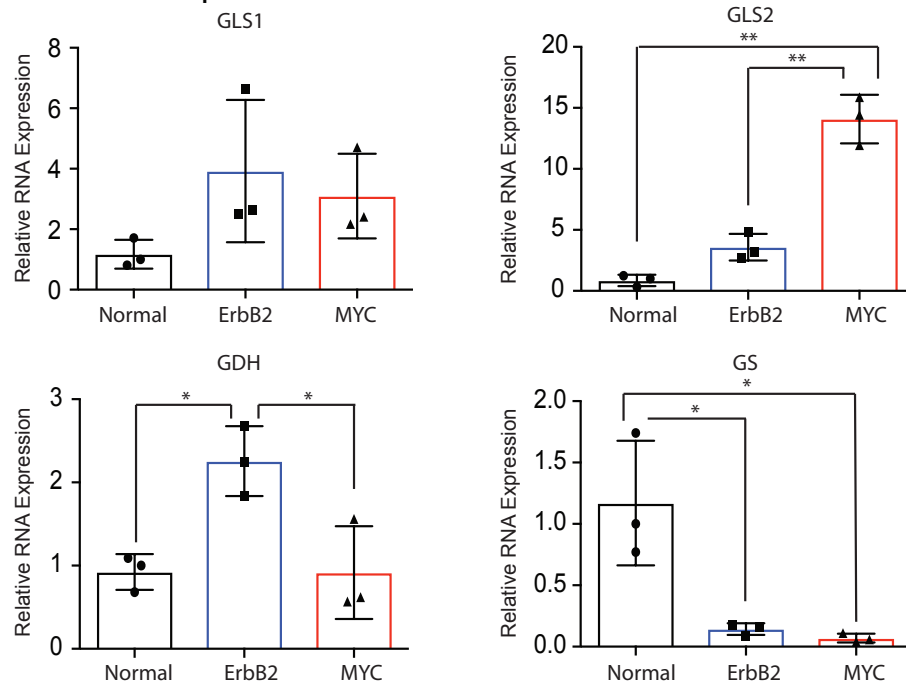 GLS1
Relative RNA Expression
8
6
4
2
0
Normal
ErbB2
MYC
GLS2
Relative RNA Expression
20
15
10
5
0
**
**
Normal
ErbB2
MYC
GDH
Relative RNA Expression
3
2
1
0
*
*
Normal
ErbB2
MYC
GS
Relative RNA Expression
2.0
1.5
1.0
0.5
0.0
*
*
Normal
ErbB2
MYC